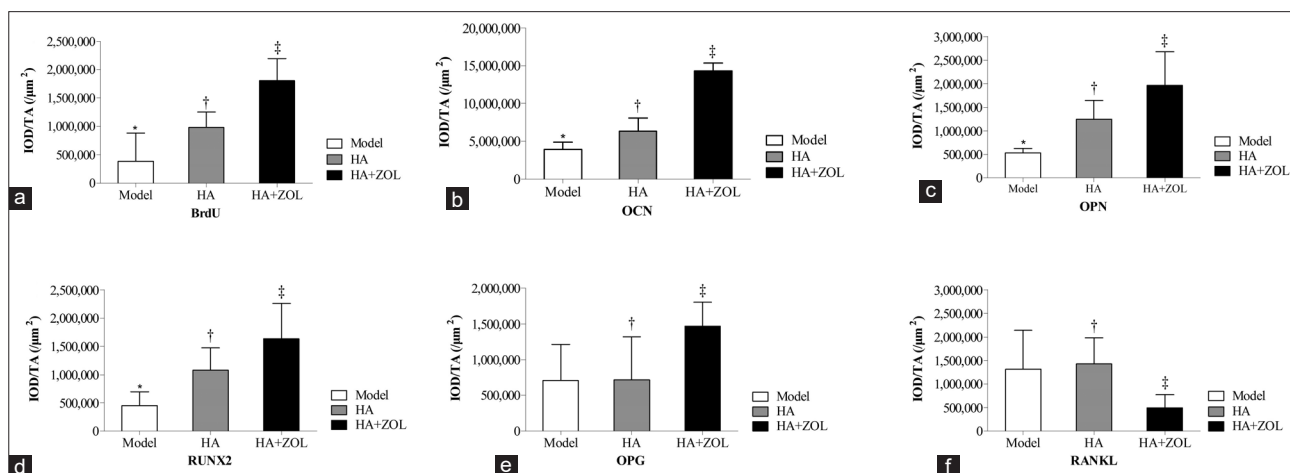 IOD/TA (/μm²)
2,500,000
2,000,000
1,500,000
1,000,000
500,000
0
*
†
‡
Model
HA
HA+ZOL
BrdU
Model
HA
HA+ZOL
a
IOD/TA (/μm²)
20,000,000
15,000,000
10,000,000
5,000,000
0
*
†
‡
Model
HA
HA+ZOL
OCN
Model
HA
HA+ZOL
b
IOD/TA (/μm²)
3,000,000
2,500,000
2,000,000
1,500,000
1,000,000
500,000
0
*
†
‡
Model
HA
HA+ZOL
OPN
Model
HA
HA+ZOL
c
IOD/TA (/μm²)
2,500,000
2,000,000
1,500,000
1,000,000
500,000
0
*
†
‡
Model
HA
HA+ZOL
RUNX2
Model
HA
HA+ZOL
d
IOD/TA (/μm²)
2,000,000
1,500,000
1,000,000
500,000
0
†
‡
Model
HA
HA+ZOL
OPG
Model
HA
HA+ZOL
e
IOD/TA (/μm²)
3,000,000
2,500,000
2,000,000
1,500,000
1,000,000
500,000
0
†
‡
Model
HA
HA+ZOL
RANKL
Model
HA
HA+ZOL
f